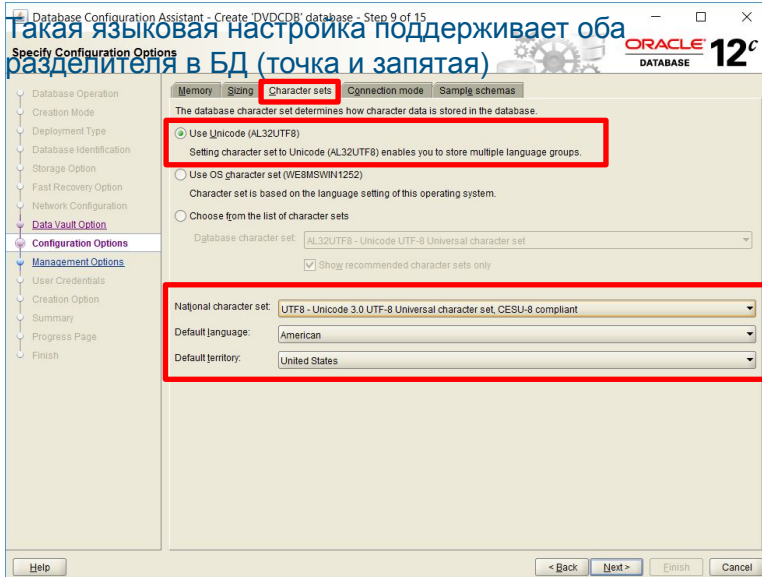 Database Configuration Assistant - Create 'DVDCDB' database - Step 9 of 15
Такая языковая настройка поддерживает оба
разделителя в БД (точка и запятая)
Specify Configuration Options
ORACLE
DATABASE
12c
Database Operation
Creation Mode
Deployment Type
Database Identification
Storage Option
Fast Recovery Option
Network Configuration
Data Vault Option
Configuration Options
Management Options
User Credentials
Creation Option
Summary
Progress Page
Finish
Memory Sizing Character sets Connection mode Sample schemas
The database character set determines how character data is stored in the database.
Use Unicode (AL32UTF8)
Setting character set to Unicode (AL32UTF8) enables you to store multiple language groups.
Use OS character set (WE8MSWIN1252)
Character set is based on the language setting of this operating system.
Choose from the list of character sets
Database character set: AL32UTF8 - Unicode UTF-8 Universal character set
Show recommended character sets only
National character set: UTF8 - Unicode 3.0 UTF-8 Universal character set, CESU-8 compliant
Default language: American
Default territory: United States
Help < Back Next > Finish Cancel